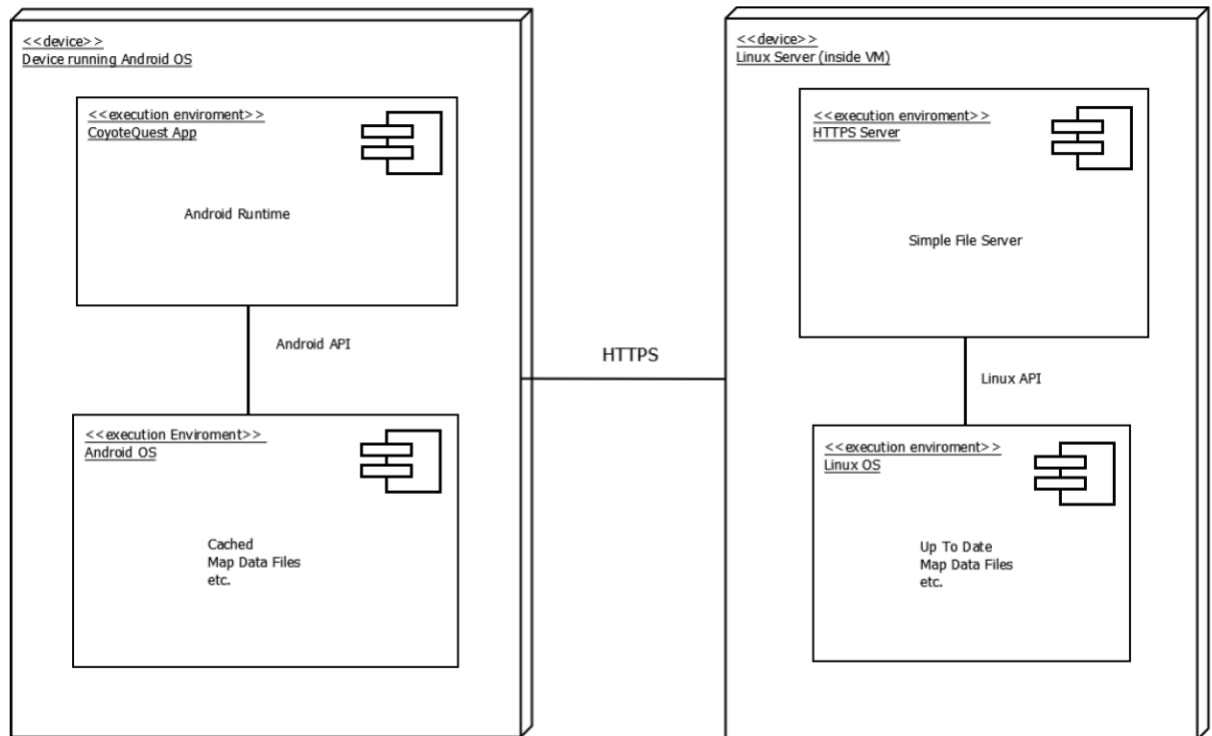 <<device>>
Device running Android OS
<<execution enviroment>>
CoyoteQuest App
Android Runtime
Android API
<<execution Enviroment>>
Android OS
Cached
Map Data Files
etc.
HTTPS
<<device>>
Linux Server (inside VM)
<<execution enviroment>>
HTTPS Server
Simple File Server
Linux API
<<execution enviroment>>
Linux OS
Up To Date
Map Data Files
etc.